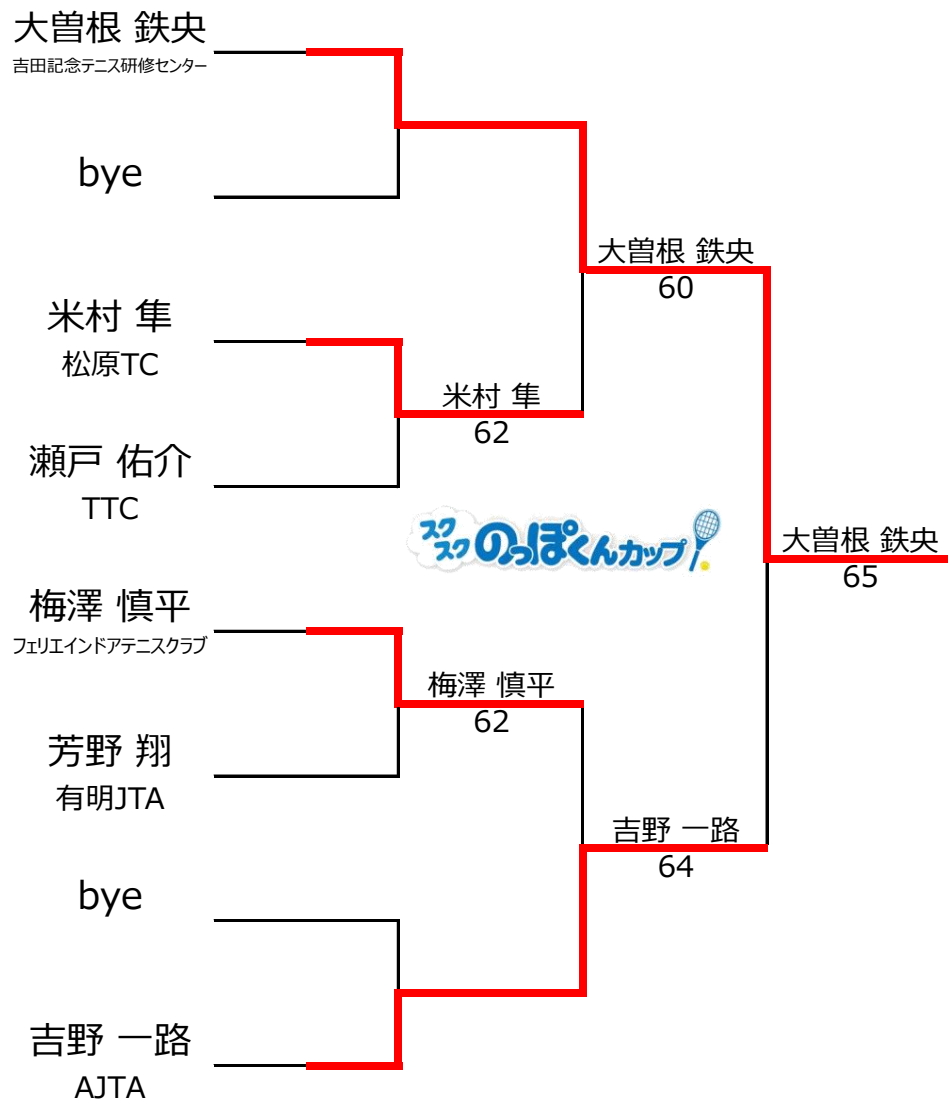 大曽根 鉄央
吉田記念テニス研修センター
bye
大曽根 鉄央
60
米村 隼
松原TC
米村 隼
62
瀬戸 佑介
TTC
スクスク のっぽくんカップ
大曽根 鉄央
65
梅澤 慎平
フェリエインドアテニスクラブ
梅澤 慎平
62
芳野 翔
有明JTA
吉野 一路
64
bye
吉野 一路
AJTA